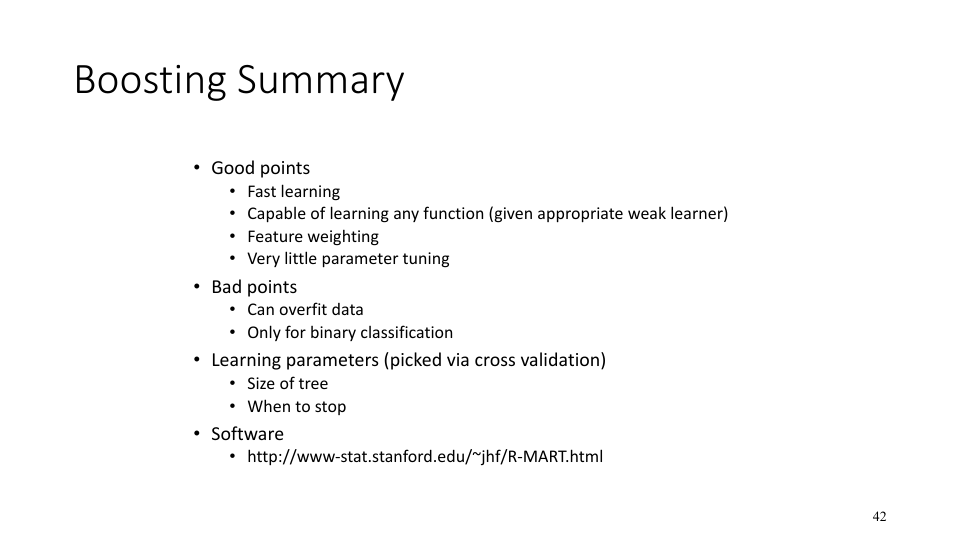 Boosting Summary
• Good points
• Fast learning
• Capable of learning any function (given appropriate weak learner)
• Feature weighting
• Very little parameter tuning
• Bad points
• Can overfit data
• Only for binary classification
• Learning parameters (picked via cross validation)
• Size of tree
• When to stop
• Software
• http://www-stat.stanford.edu/~jhf/R-MART.html
42